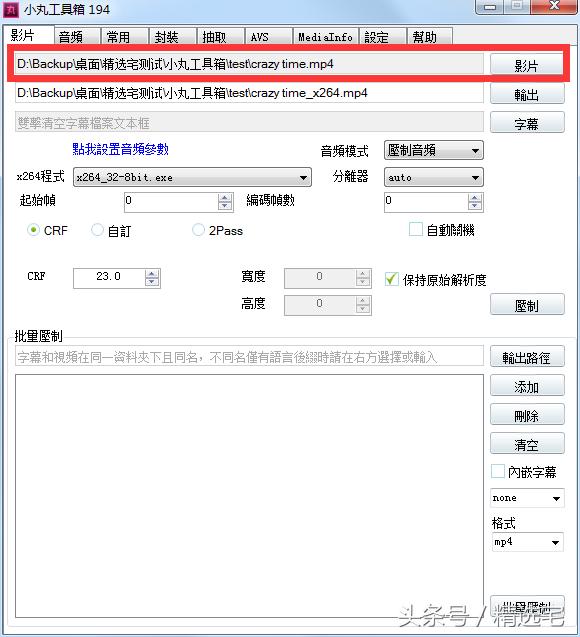 小丸工具箱 194
影片 音頻 常用 封裝 抽取 AVS MediaInfo 設定 幫助
D:\Backup\桌面\精选宅测试\小丸工具箱\test\crazy time.mp4 影片
D:\Backup\桌面\精选宅测试\小丸工具箱\test\crazy time_x264.mp4 輸出
雙擊清空字幕檔案文本框 字幕
點我設置音頻參數 音頻模式 壓制音頻
x264程式 x264_32-8bit.exe 分離器 auto
起始幀 0 編碼幀數 0
CRF 自訂 2Pass 自動關機
CRF 23.0 寬度 0 保持原始解析度
高度 0 壓制
批量壓制
字幕和視頻在同一資料夾下且同名，不同名僅有語言後綴時請在右方選擇或輸入 輸出路徑
添加
刪除
清空
內嵌字幕
none
格式
mp4
批量壓制
头条号 / 精选宅